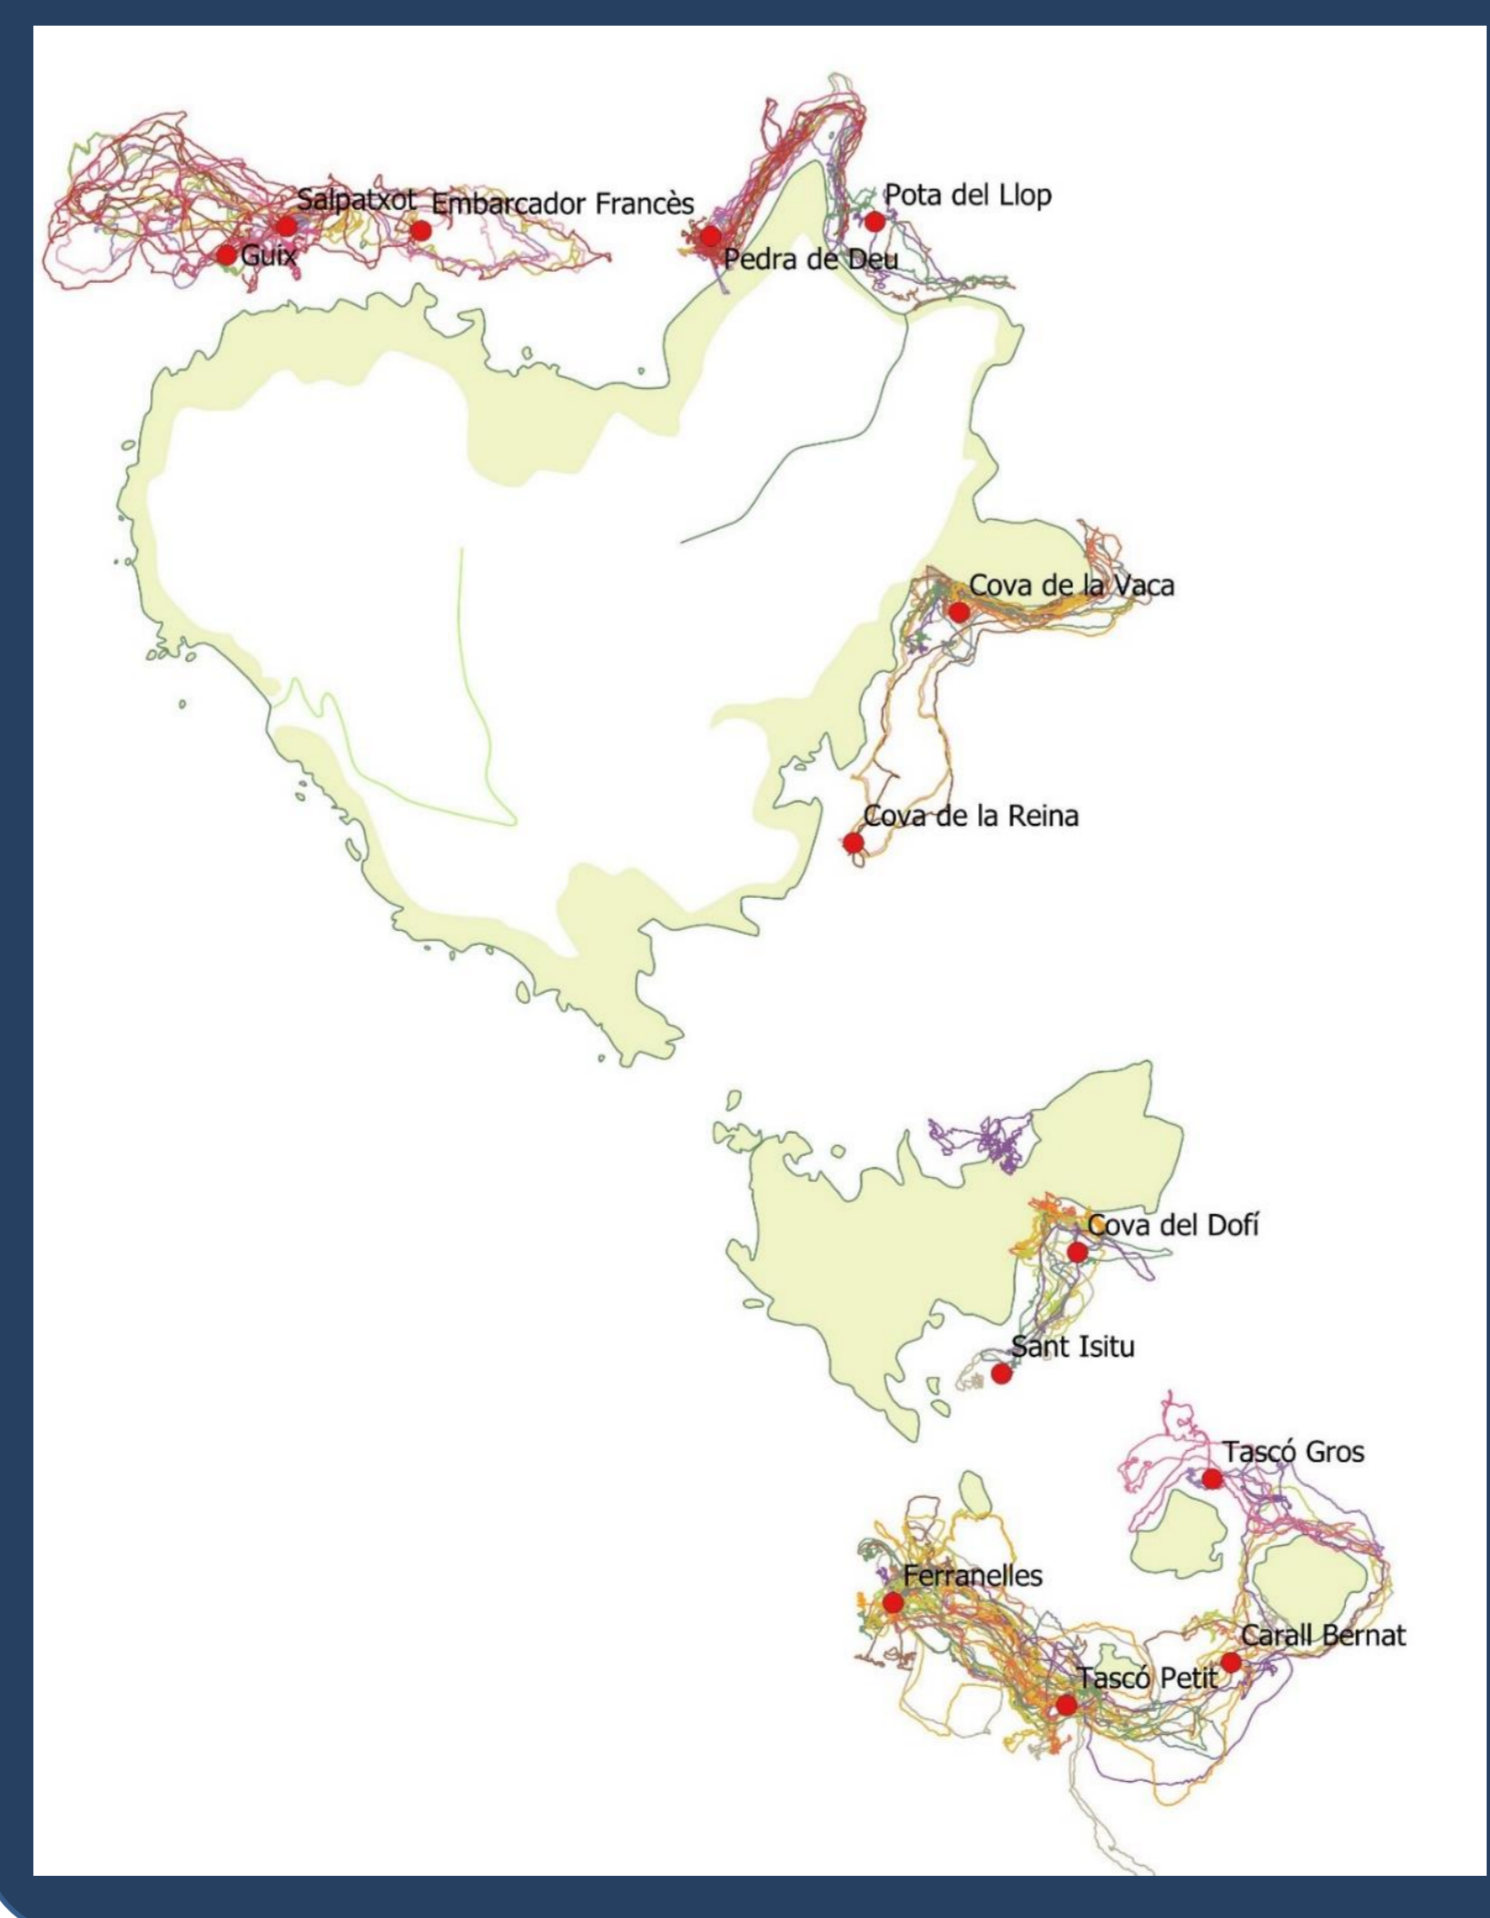 Pota del Llop
Salpatxot
Embarcador Francès
Guix
Pedra de Deu
Cova de la Vaca
Cova de la Reina
Cova del Dofí
Sant Isitu
Tascó Gros
Ferranelles
Carall Bernat
Tascó Petit